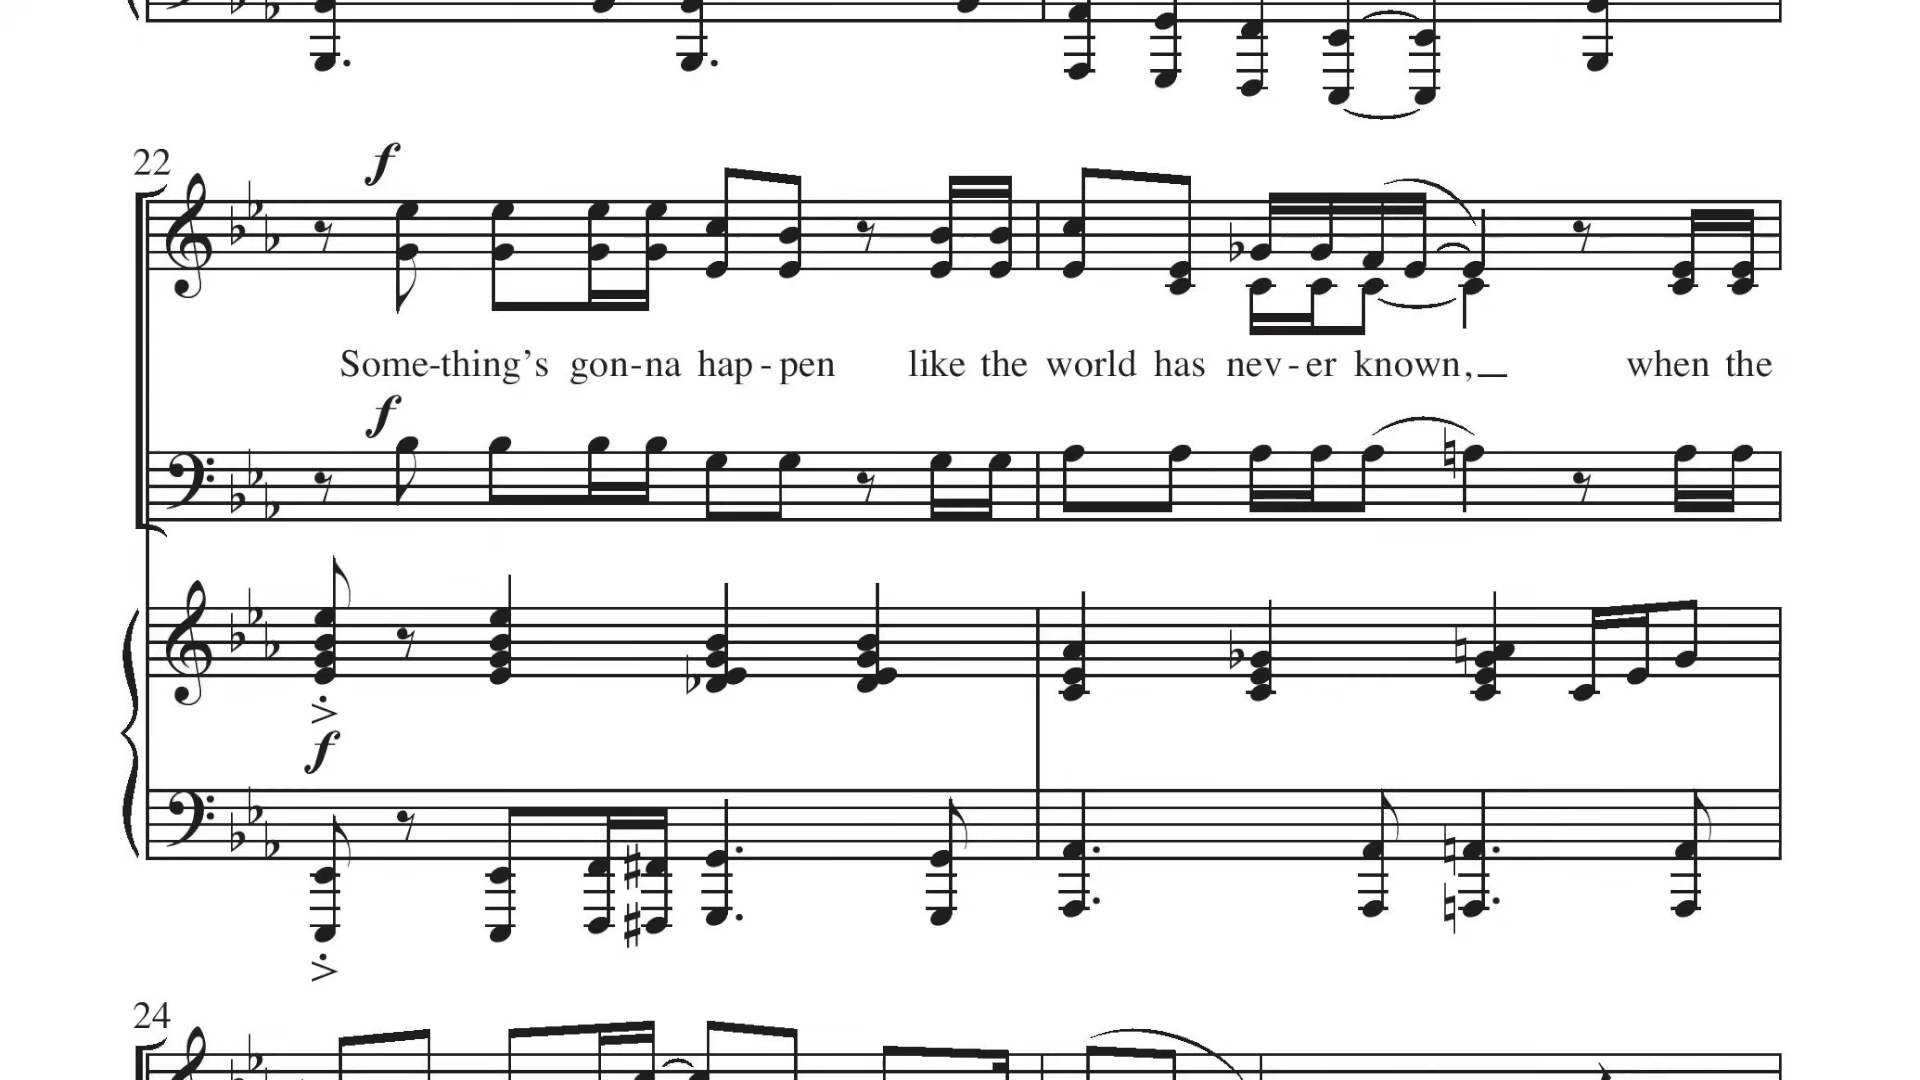 22
f
Some-thing's gon-na hap-pen like the world has nev-er known, when the
f
f
24